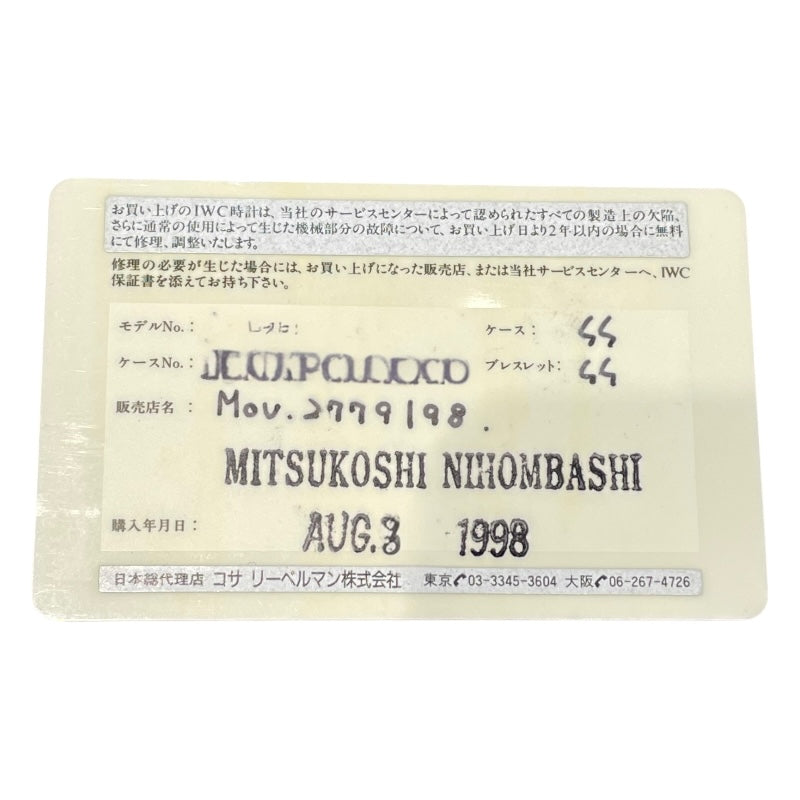 お買い上げのIWC時計は、当社のサービスセンターによって認められたすべての製造上の欠陥、
さらに通常の使用によって生じた機械部分の故障について、お買い上げ日より2年以内の場合に無料
にて修理、調整いたします。
修理の必要が生じた場合には、お買い上げになった販売店、または当社サービスセンターへ、IWC
保証書を添えてお持ち下さい。
モデルNo.: ケース: SS
ケースNo.: ブレスレット: SS
販売店名 : Mov. 2779198.
MITSUKOSHI NIHOMBASHI
購入年月日: AUG. 1998
日本総代理店 コサ リーベルマン株式会社 東京 03-3345-3604 大阪 06-267-4726